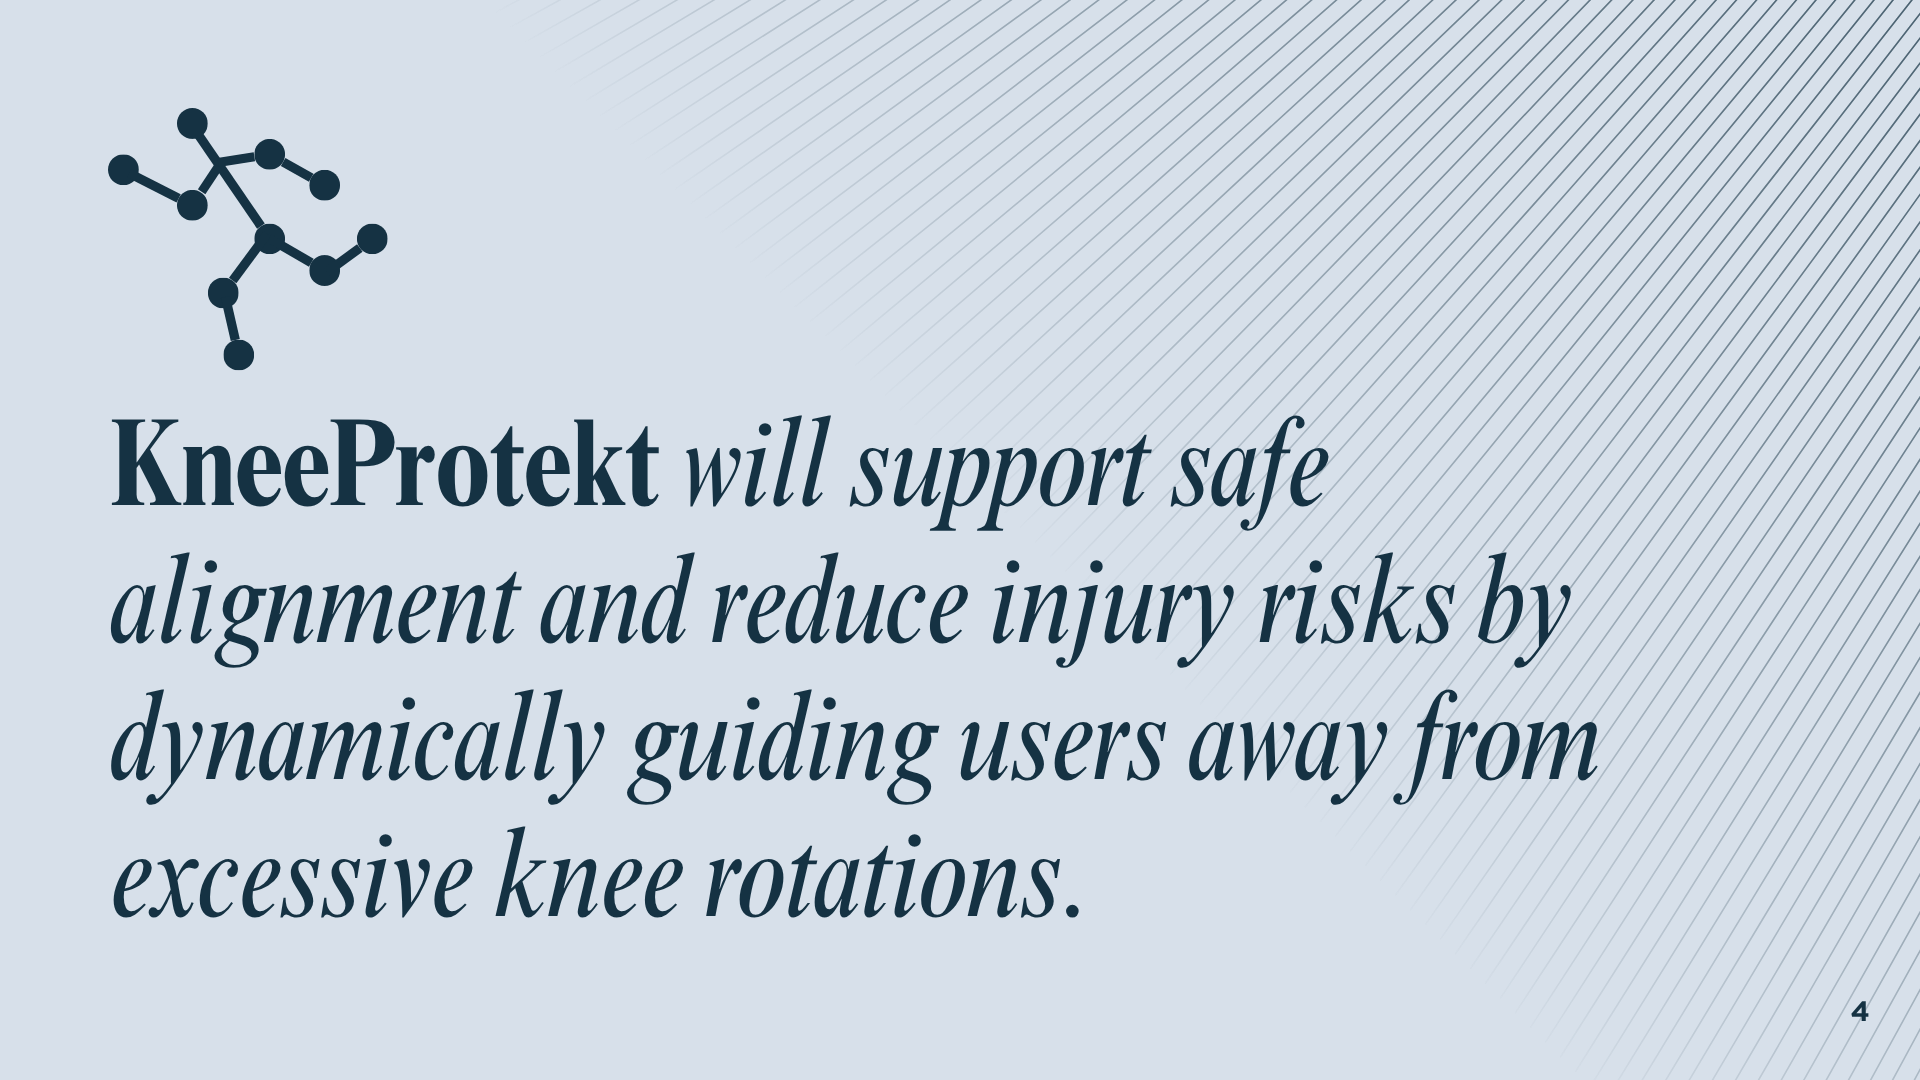 KneeProtekt will support safe
alignment and reduce injury risks by
dynamically guiding users away from
excessive knee rotations.
4